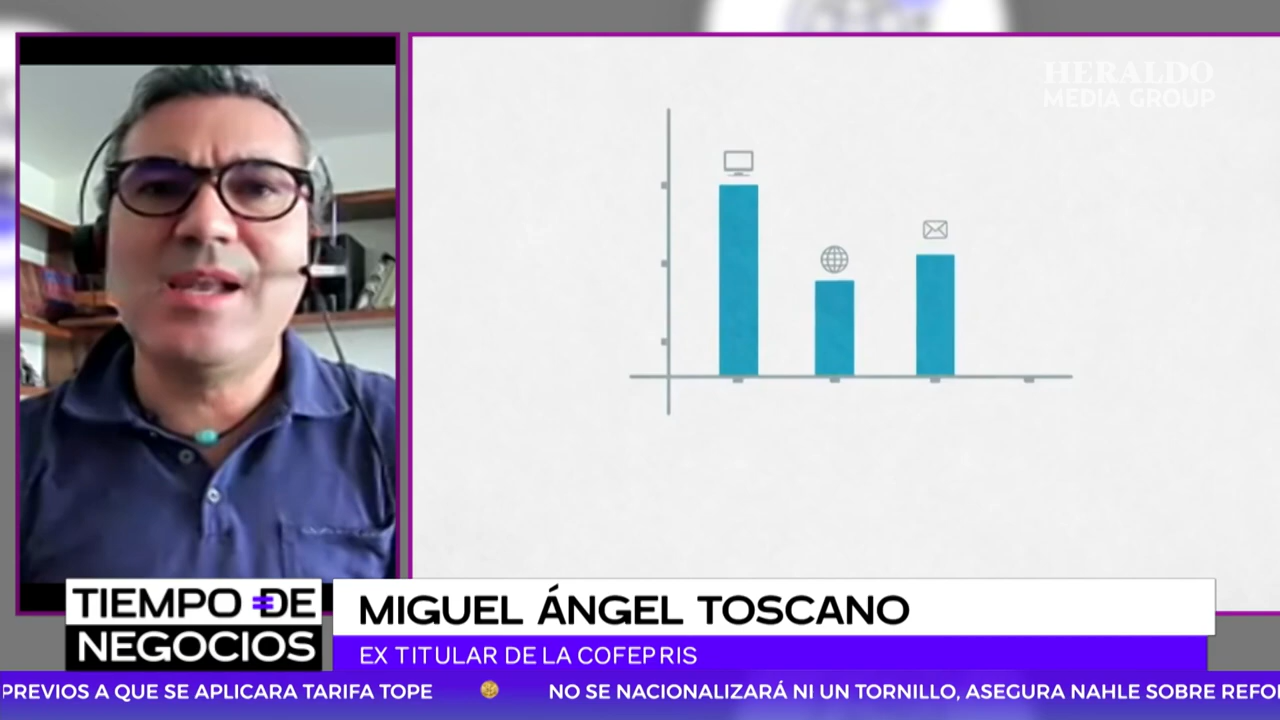 HERALDO
MEDIA GROUP
TIEMPO DE
NEGOCIOS
MIGUEL ÁNGEL TOSCANO
EX TITULAR DE LA COFEPRIS
PREVIOS A QUE SE APLICARA TARIFA TOPE
NO SE NACIONALIZARÁ NI UN TORNILLO, ASEGURA NAHLE SOBRE